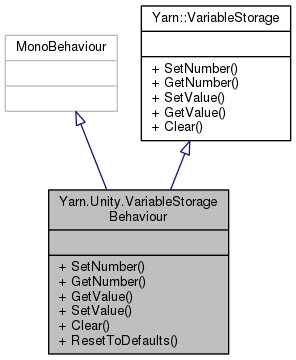 Yarn::VariableStorage
+ SetNumber()
+ GetNumber()
+ SetValue()
+ GetValue()
+ Clear()
MonoBehaviour
Yarn.Unity.VariableStorage
Behaviour
+ SetNumber()
+ GetNumber()
+ GetValue()
+ SetValue()
+ Clear()
+ ResetToDefaults()